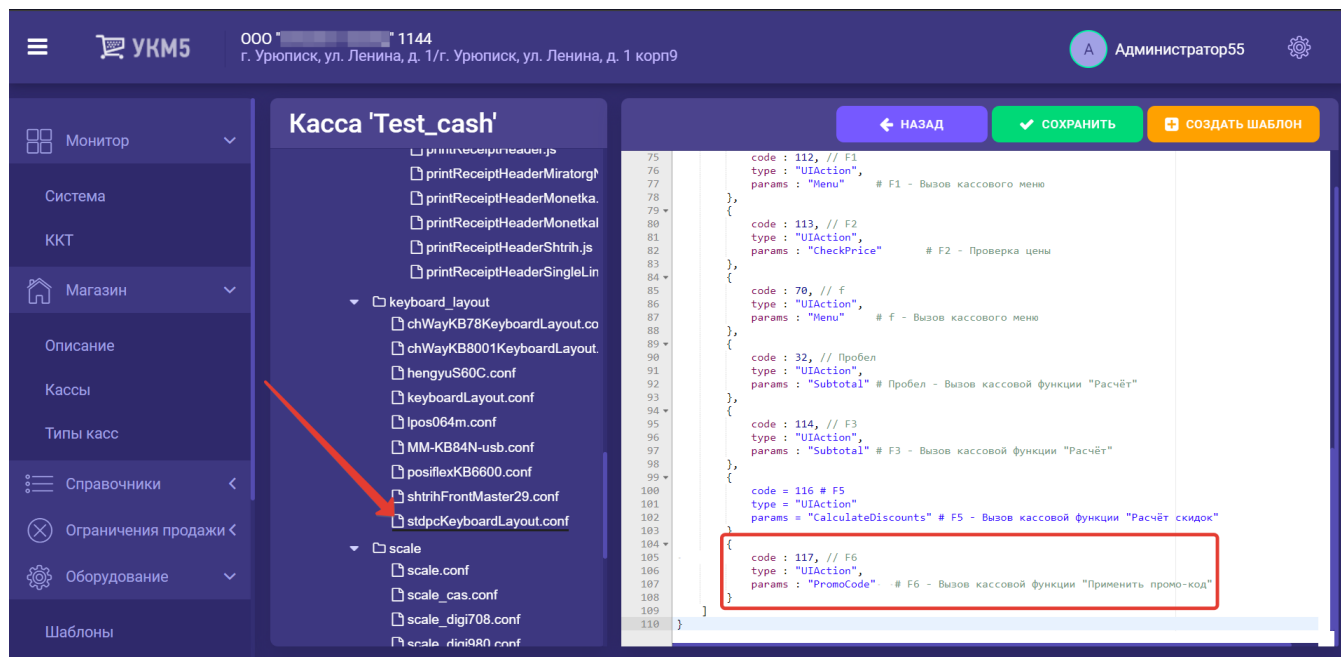 УКМ5
ООО " " 1144
г. Урюписк, ул. Ленина, д. 1/г. Урюписк, ул. Ленина, д. 1 корп9
А
Администратор55
Монитор
Система
ККТ
Магазин
Описание
Кассы
Типы касс
Справочники
Ограничения продажи
Оборудование
Шаблоны
Касса 'Test_cash'
printReceiptHeader.js
printReceiptHeaderMiratorgM
printReceiptHeaderMonetka.
printReceiptHeaderMonetkaI
printReceiptHeaderShtrih.js
printReceiptHeaderSingleLin
keyboard_layout
chWayKB78KeyboardLayout.co
chWayKB8001KeyboardLayout.
hengyuS60C.conf
keyboardLayout.conf
lpos064m.conf
MM-KB84N-usb.conf
posiflexKB6600.conf
shtrihFrontMaster29.conf
stdpcKeyboardLayout.conf
scale
scale.conf
scale_cas.conf
scale_digi708.conf
scale_digi980.conf
НАЗАД
СОХРАНИТЬ
СОЗДАТЬ ШАБЛОН
75 code : 112, // F1
76 type : "UIAction",
77 params : "Menu" # F1 - Вызов кассового меню
78 },
79 {
80 code : 113, // F2
81 type : "UIAction",
82 params : "CheckPrice" # F2 - Проверка цены
83 },
84 {
85 code : 70, // f
86 type : "UIAction",
87 params : "Menu" # f - Вызов кассового меню
88 },
89 {
90 code : 32, // Пробел
91 type : "UIAction",
92 params : "Subtotal" # Пробел - Вызов кассовой функции "Расчёт"
93 },
94 {
95 code : 114, // F3
96 type : "UIAction",
97 params : "Subtotal" # F3 - Вызов кассовой функции "Расчёт"
98 },
99 {
100 code = 116 # F5
101 type = "UIAction"
102 params = "CalculateDiscounts" # F5 - Вызов кассовой функции "Расчёт скидок"
103 }
104 {
105 code : 117, // F6
106 type : "UIAction",
107 params : "PromoCode" # F6 - Вызов кассовой функции "Применить промо-код"
108 }
109 ]
110 }